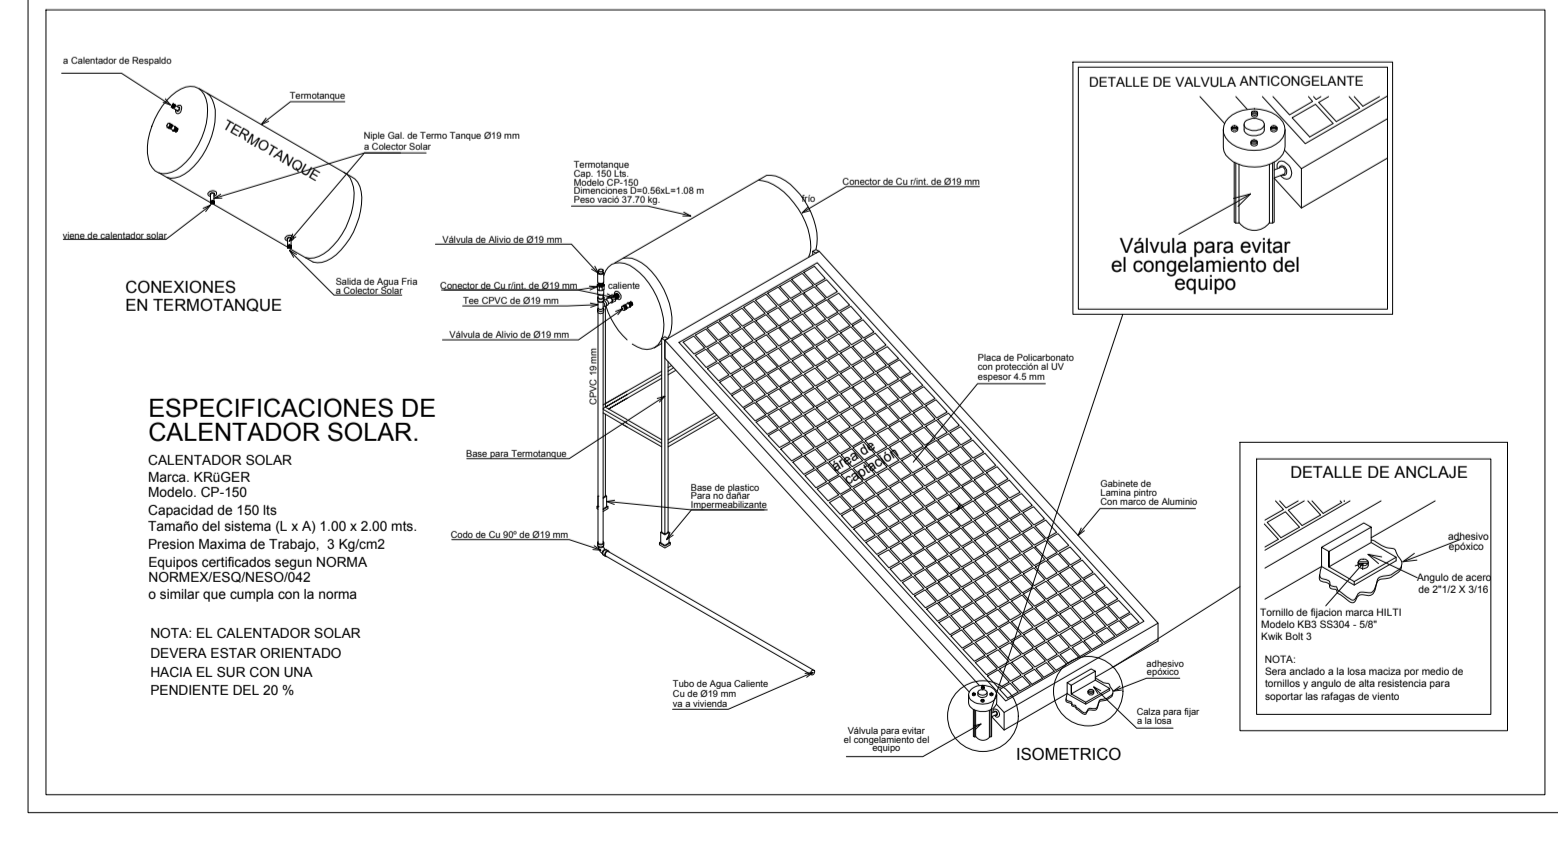 a Calentador de Respaldo
Termotanque
TERMOTANQUE
Niple Gal. de Termo Tanque Ø19 mm
a Colector Solar
viene de calentador solar
Salida de Agua Fria
a Colector Solar
CONEXIONES
EN TERMOTANQUE
Termotanque
Cap. 150 Lts.
Modelo CP-150
Dimenciones D=0.56xL=1.08 m
Peso vació 37.70 kg.
Conector de Cu r/int. de Ø19 mm
frío
Válvula de Alivio de Ø19 mm
Conector de Cu r/int. de Ø19 mm
caliente
Tee CPVC de Ø19 mm
Válvula de Alivio de Ø19 mm
CPVC 19 mm
Placa de Policarbonato
con protección al UV
espesor 4.5 mm
área de
captación
Base para Termotanque
Base de plastico
Para no dañar
Impermeabilizante
Gabinete de
Lamina pintro
Con marco de Aluminio
Codo de Cu 90º de Ø19 mm
Tubo de Agua Caliente
Cu de Ø19 mm
va a vivienda
Válvula para evitar
el congelamiento del
equipo
adhesivo
epóxico
Calza para fijar
a la losa
ISOMETRICO
ESPECIFICACIONES DE
CALENTADOR SOLAR.
CALENTADOR SOLAR
Marca. KRüGER
Modelo. CP-150
Capacidad de 150 lts
Tamaño del sistema (L x A) 1.00 x 2.00 mts.
Presion Maxima de Trabajo, 3 Kg/cm2
Equipos certificados segun NORMA
NORMEX/ESQ/NESO/042
o similar que cumpla con la norma
NOTA: EL CALENTADOR SOLAR
DEVERA ESTAR ORIENTADO
HACIA EL SUR CON UNA
PENDIENTE DEL 20 %
DETALLE DE VALVULA ANTICONGELANTE
Válvula para evitar
el congelamiento del
equipo
DETALLE DE ANCLAJE
adhesivo
epóxico
Angulo de acero
de 2"1/2 X 3/16
Tornillo de fijacion marca HILTI
Modelo KB3 SS304 - 5/8"
Kwik Bolt 3
NOTA:
Sera anclado a la losa maciza por medio de
tornillos y angulo de alta resistencia para
soportar las rafagas de viento